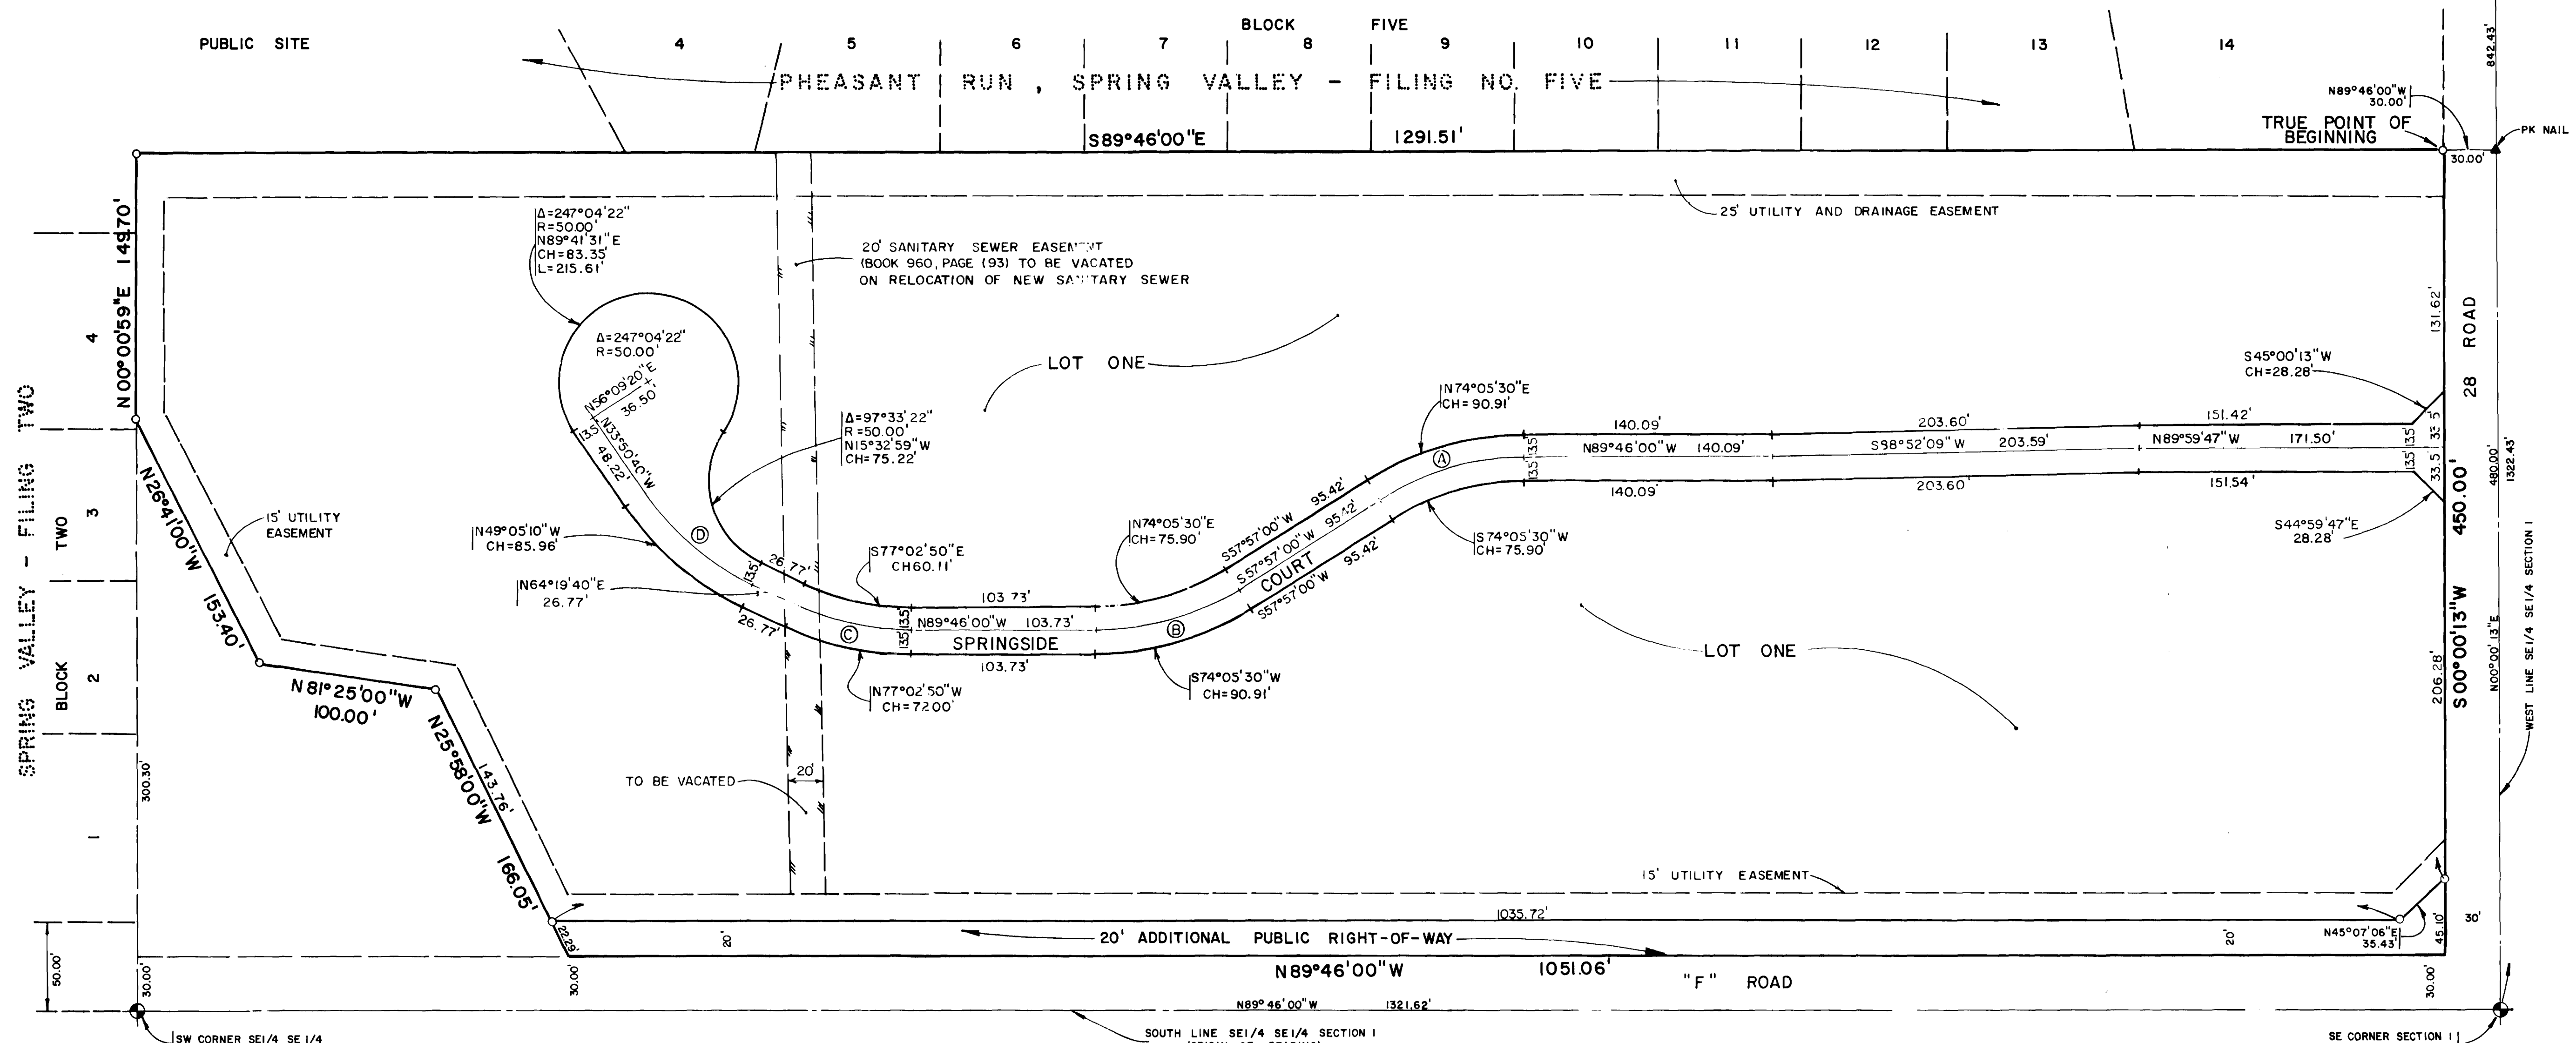 BLOCK FIVE
PUBLIC SITE
4
5
6
7
8
9
10
11
12
13
14
842.43'
PHEASANT RUN , SPRING VALLEY - FILING NO. FIVE
N89°46'00"W
30.00'
TRUE POINT OF
BEGINNING
PK NAIL
30.00'
S89°46'00"E 1291.51'
25' UTILITY AND DRAINAGE EASEMENT
N00°00'59"E 149.70'
Δ=247°04'22"
R=50.00'
N89°41'31"E
CH=83.35'
L=215.61'
20' SANITARY SEWER EASEMENT
(BOOK 960, PAGE (93) TO BE VACATED
ON RELOCATION OF NEW SANITARY SEWER
Δ=247°04'22"
R=50.00'
N56°09'20"E
36.50'
13.5'
N33°50'40"W
48.22'
LOT ONE
131.62'
28 ROAD
S45°00'13"W
CH=28.28'
N74°05'30"E
CH=90.91'
Δ=97°33'22"
R=50.00'
N15°32'59"W
CH=75.22'
A
13.5'
13.5'
140.09'
N89°46'00"W 140.09'
140.09'
203.60'
S98°52'09"W 203.59'
203.60'
151.42'
N89°59'47"W 171.50'
151.54'
13.5'
13.5'
33.5'
33.5'
SPRING VALLEY - FILING TWO
BLOCK TWO
4
3
2
1
N26°41'00"W 153.40'
15' UTILITY
EASEMENT
N49°05'10"W
CH=85.96'
D
N64°19'40"E
26.77'
13.5'
26.77'
26.77'
S77°02'50"E
CH60.11'
C
13.5'
13.5'
103.73'
N89°46'00"W 103.73'
SPRINGSIDE
103.73'
N74°05'30"E
CH=75.90'
B
95.42'
S57°57'00"W
S57°57'00"W 95.42'
COURT
S57°57'00"W 95.42'
S74°05'30"W
CH=75.90'
S44°59'47"E
28.28'
S00°00'13"W 450.00'
480.00'
1322.43'
N00°00'13"E
WEST LINE SE1/4 SE1/4 SECTION 1
N77°02'50"W
CH=72.00'
S74°05'30"W
CH=90.91'
LOT ONE
206.28'
N81°25'00"W
100.00'
N25°58'00"W 166.05'
143.76'
300.30'
TO BE VACATED
20'
15' UTILITY EASEMENT
1035.72'
22.29'
20'
20' ADDITIONAL PUBLIC RIGHT-OF-WAY
20'
N45°07'06"E
35.43'
45.10'
30'
50.00'
30.00'
30.00'
N89°46'00"W 1051.06'
"F" ROAD
30.00'
N89°46'00"W 1321.62'
SW CORNER SE1/4 SE1/4
SOUTH LINE SE1/4 SE1/4 SECTION 1
SE CORNER SECTION 1